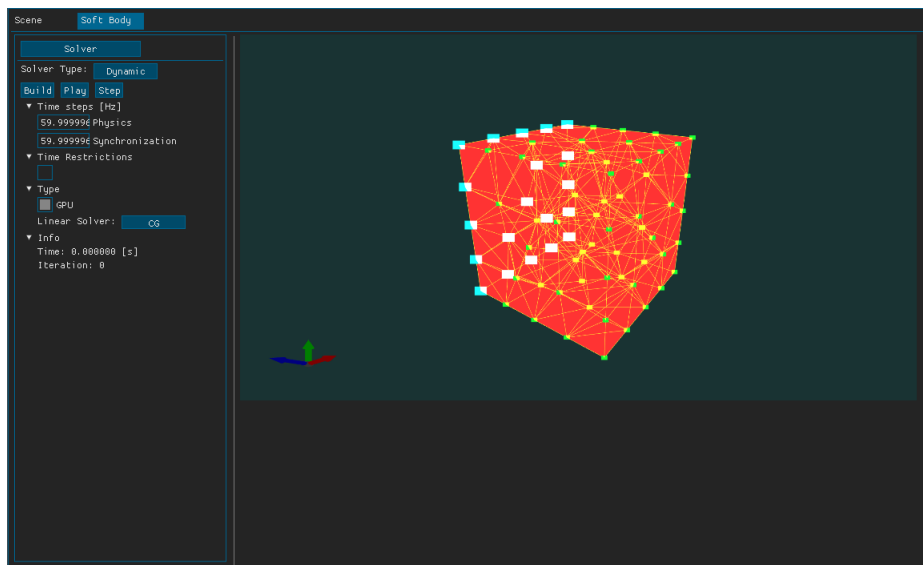 Scene Soft Body
Solver
Solver Type: Dynamic
Build Play Step
▼ Time steps [Hz]
59.999996 Physics
59.999996 Synchronization
▼ Time Restrictions
▼ Type
GPU
Linear Solver: CG
▼ Info
Time: 0.000000 [s]
Iteration: 0